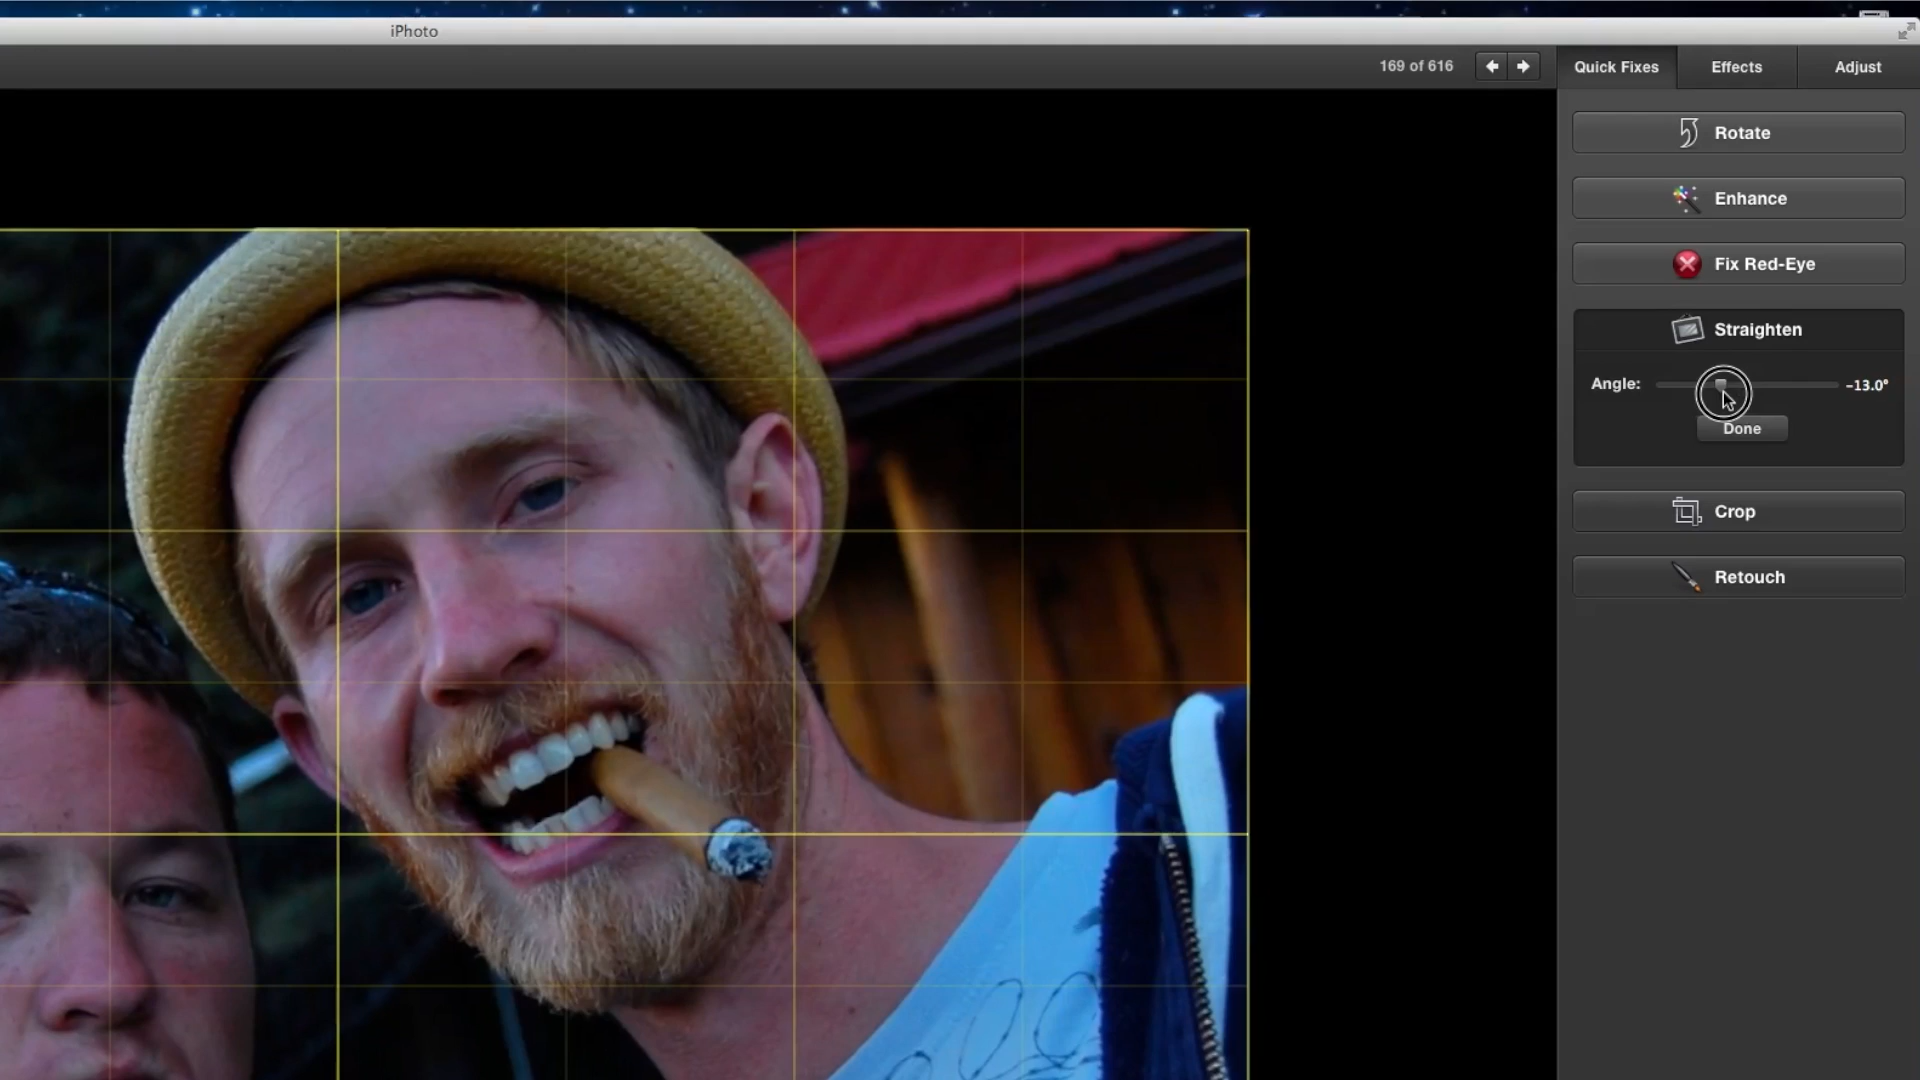 iPhoto
169 of 616
Quick Fixes
Effects
Adjust
Rotate
Enhance
Fix Red-Eye
Straighten
Angle:
-13.0°
Done
Crop
Retouch